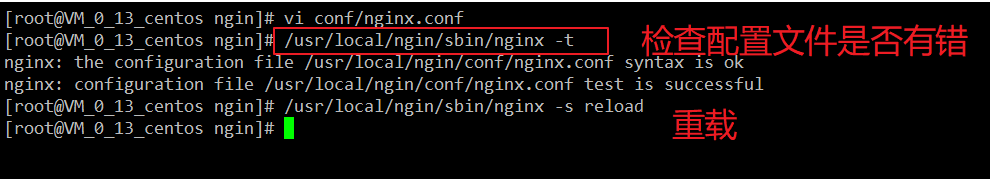 [root@VM_0_13_centos ngin]# vi conf/nginx.conf
[root@VM_0_13_centos ngin]# /usr/local/ngin/sbin/nginx -t
检查配置文件是否有错
nginx: the configuration file /usr/local/ngin/conf/nginx.conf syntax is ok
nginx: configuration file /usr/local/ngin/conf/nginx.conf test is successful
[root@VM_0_13_centos ngin]# /usr/local/ngin/sbin/nginx -s reload
重载
[root@VM_0_13_centos ngin]#